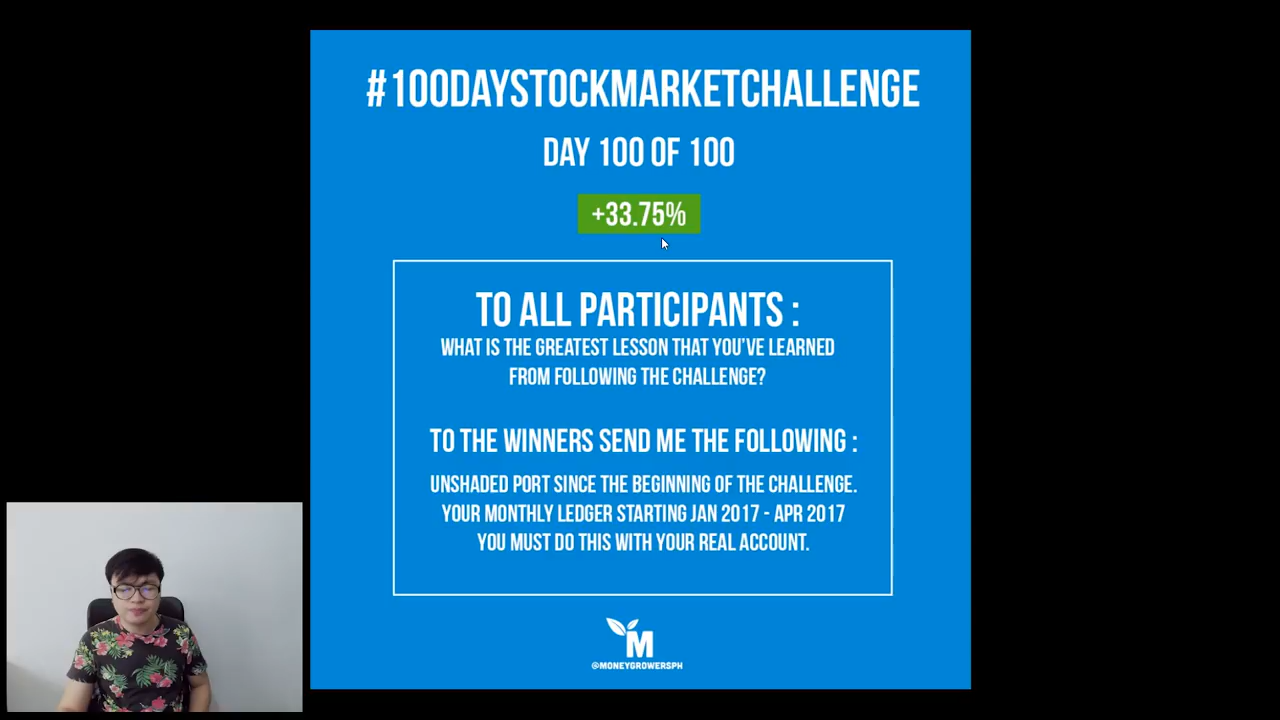 #100DAYSTOCKMARKETCHALLENGE
DAY 100 OF 100
+33.75%
TO ALL PARTICIPANTS :
WHAT IS THE GREATEST LESSON THAT YOU'VE LEARNED
FROM FOLLOWING THE CHALLENGE?
TO THE WINNERS SEND ME THE FOLLOWING :
UNSHADED PORT SINCE THE BEGINNING OF THE CHALLENGE.
YOUR MONTHLY LEDGER STARTING JAN 2017 - APR 2017
YOU MUST DO THIS WITH YOUR REAL ACCOUNT.
M
@MONEYGROWERSPH